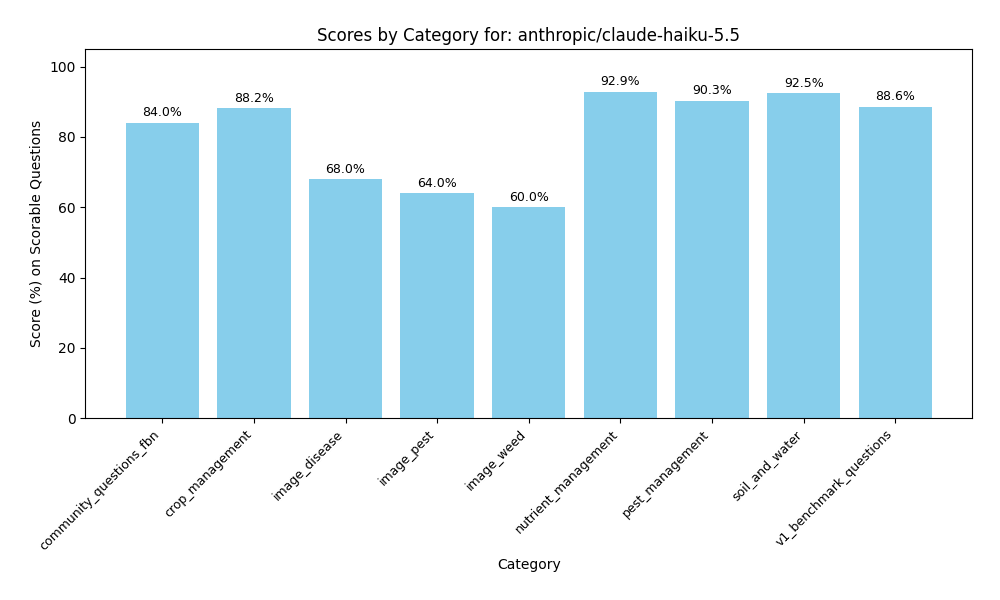 Scores by Category for: anthropic/claude-haiku-5.5
Score (%) on Scorable Questions
100
80
60
40
20
0
84.0%
88.2%
68.0%
64.0%
60.0%
92.9%
90.3%
92.5%
88.6%
community_questions_fbn
crop_management
image_disease
image_pest
image_weed
nutrient_management
pest_management
soil_and_water
v1_benchmark_questions
Category